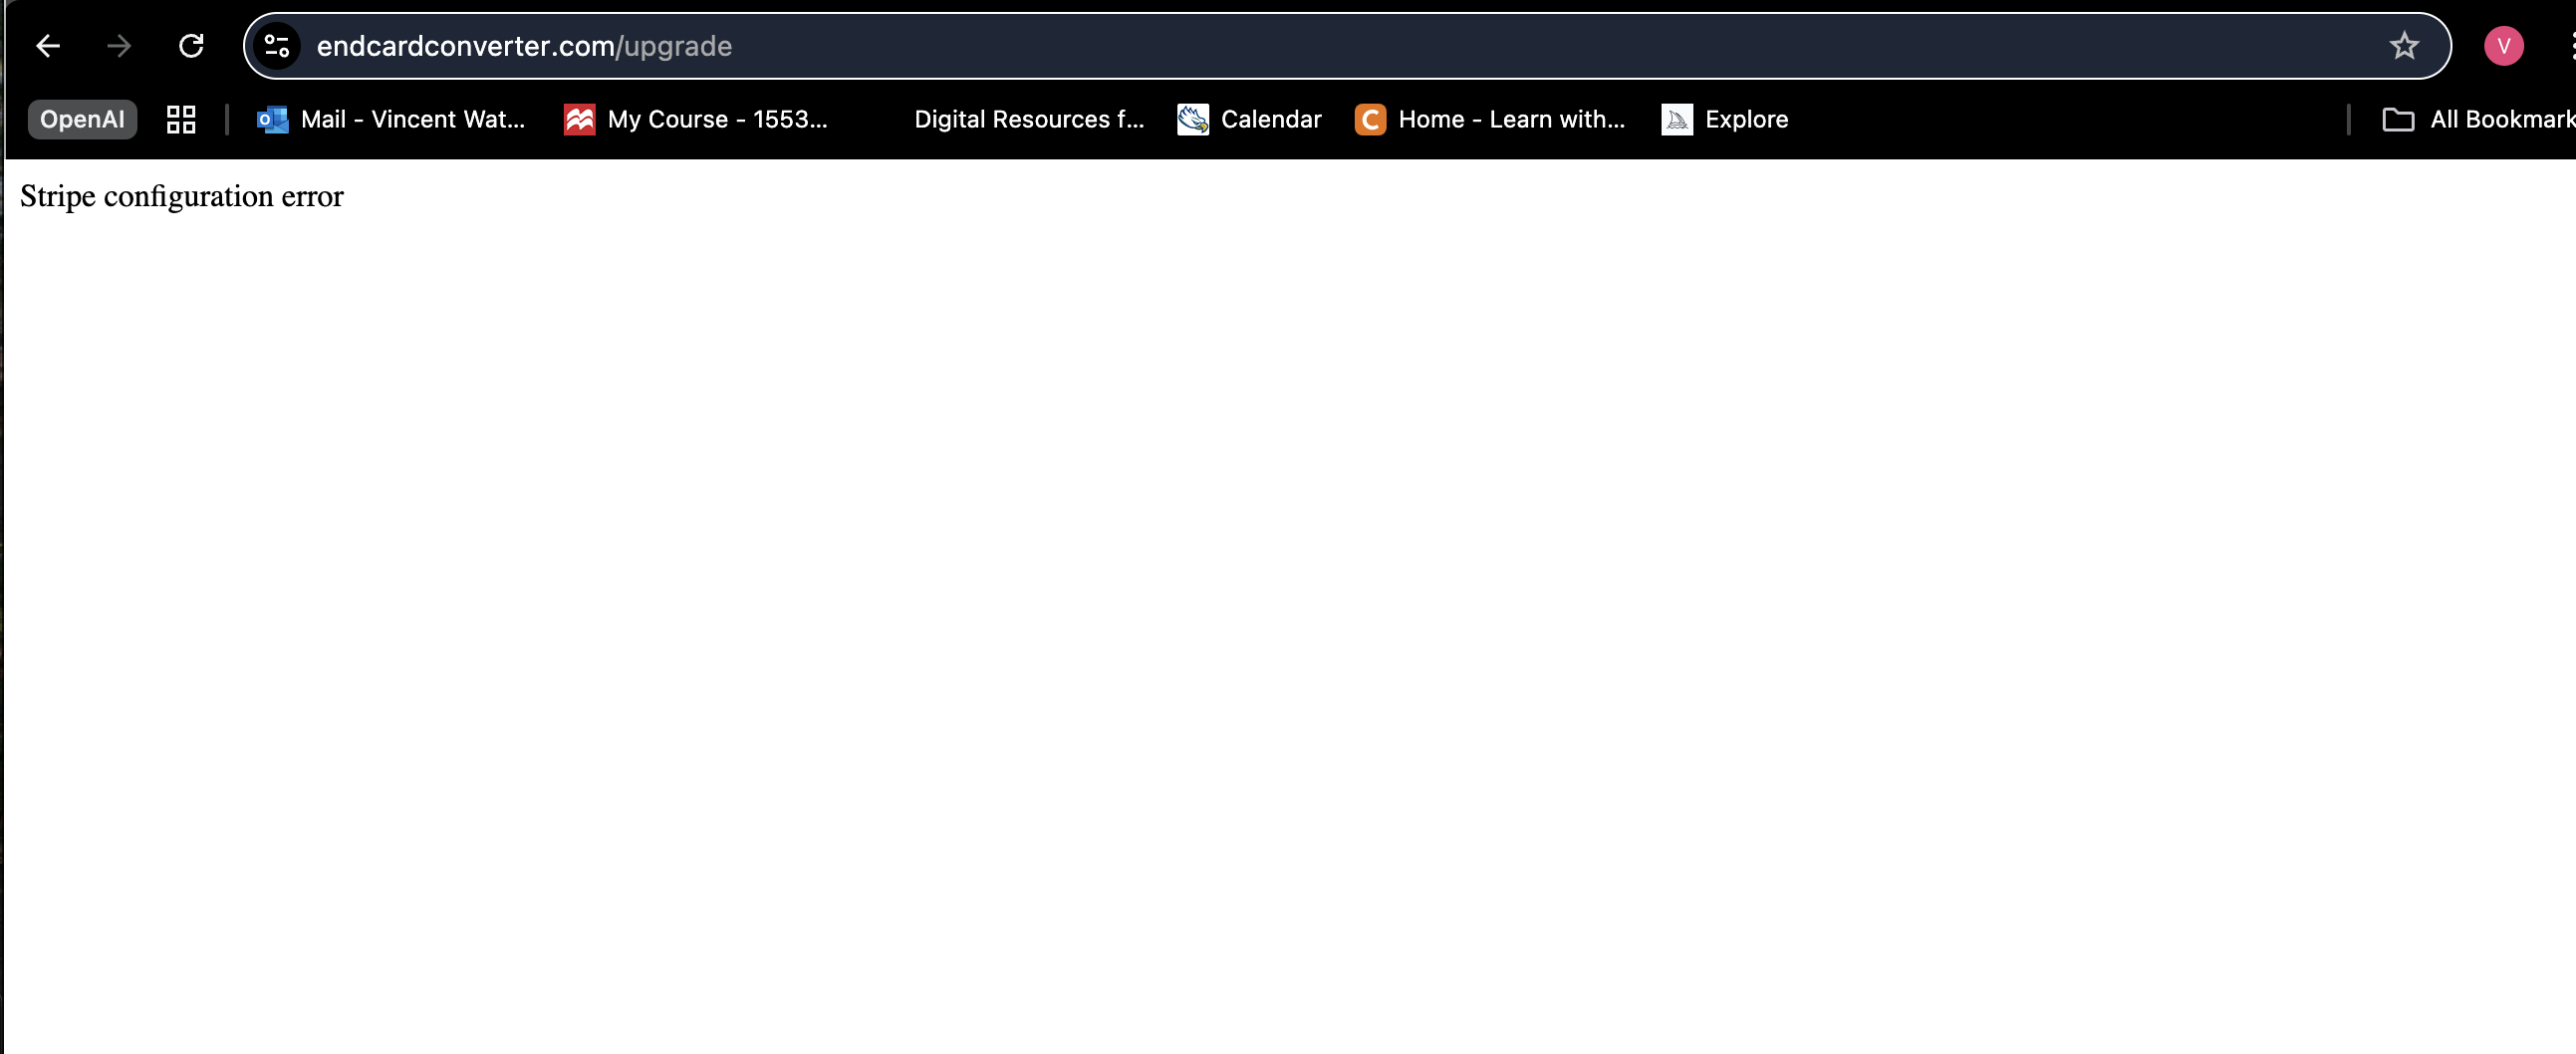 endcardconverter.com/upgrade
V
OpenAI
Mail - Vincent Wat...
My Course - 1553...
Digital Resources f...
C
Calendar
Home - Learn with...
Explore
All Bookmark
Stripe configuration error